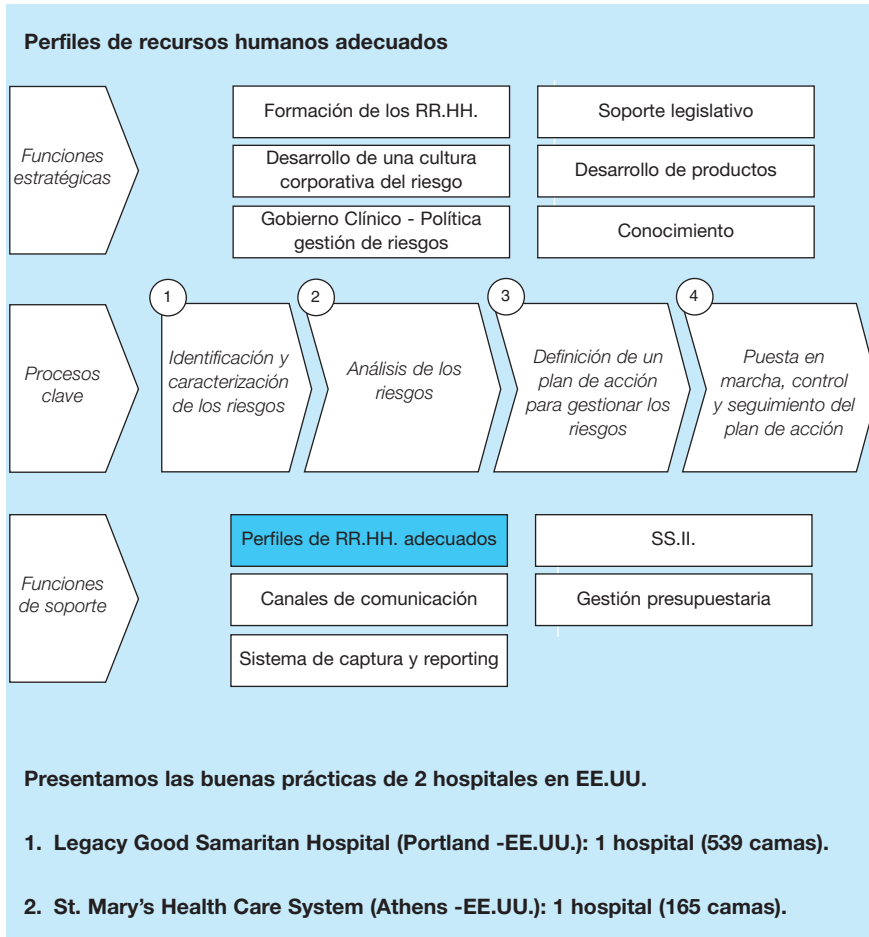 Perfiles de recursos humanos adecuados
Funciones
estratégicas
Formación de los RR.HH.
Soporte legislativo
Desarrollo de una cultura
corporativa del riesgo
Desarrollo de productos
Gobierno Clínico - Política
gestión de riesgos
Conocimiento
Procesos
clave
1
Identificación y
caracterización
de los riesgos
2
Análisis de los
riesgos
3
Definición de un
plan de acción
para gestionar los
riesgos
4
Puesta en
marcha, control
y seguimiento del
plan de acción
Funciones
de soporte
Perfiles de RR.HH. adecuados
SS.II.
Canales de comunicación
Gestión presupuestaria
Sistema de captura y reporting
Presentamos las buenas prácticas de 2 hospitales en EE.UU.
1. Legacy Good Samaritan Hospital (Portland -EE.UU.): 1 hospital (539 camas).
2. St. Mary's Health Care System (Athens -EE.UU.): 1 hospital (165 camas).